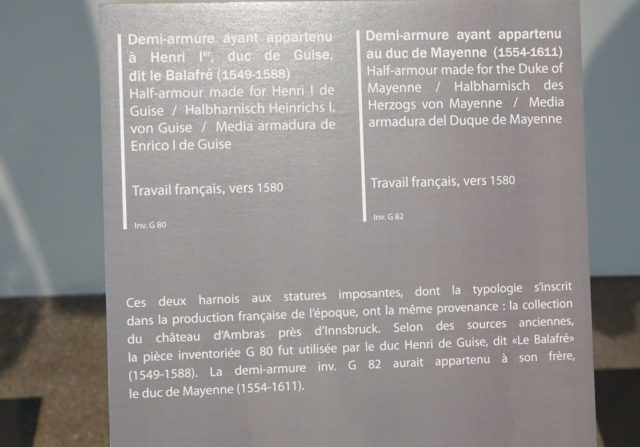 Demi-armure ayant appartenu
à Henri Ier, duc de Guise,
dit le Balafré (1549-1588)
Half-armour made for Henri I de
Guise / Halbharnisch Heinrichs I.
von Guise / Media armadura de
Enrico I de Guise
Travail français, vers 1580
Inv. G 80
Demi-armure ayant appartenu
au duc de Mayenne (1554-1611)
Half-armour made for the Duke of
Mayenne / Halbharnisch des
Herzogs von Mayenne / Media
armadura del Duque de Mayenne
Travail français, vers 1580
Inv. G 82
Ces deux harnois aux statures imposantes, dont la typologie s'inscrit
dans la production française de l'époque, ont la même provenance : la collection
du château d'Ambras près d'Innsbruck. Selon des sources anciennes,
la pièce inventoriée G 80 fut utilisée par le duc Henri de Guise, dit «Le Balafré»
(1549-1588). La demi-armure inv. G 82 aurait appartenu à son frère,
le duc de Mayenne (1554-1611).